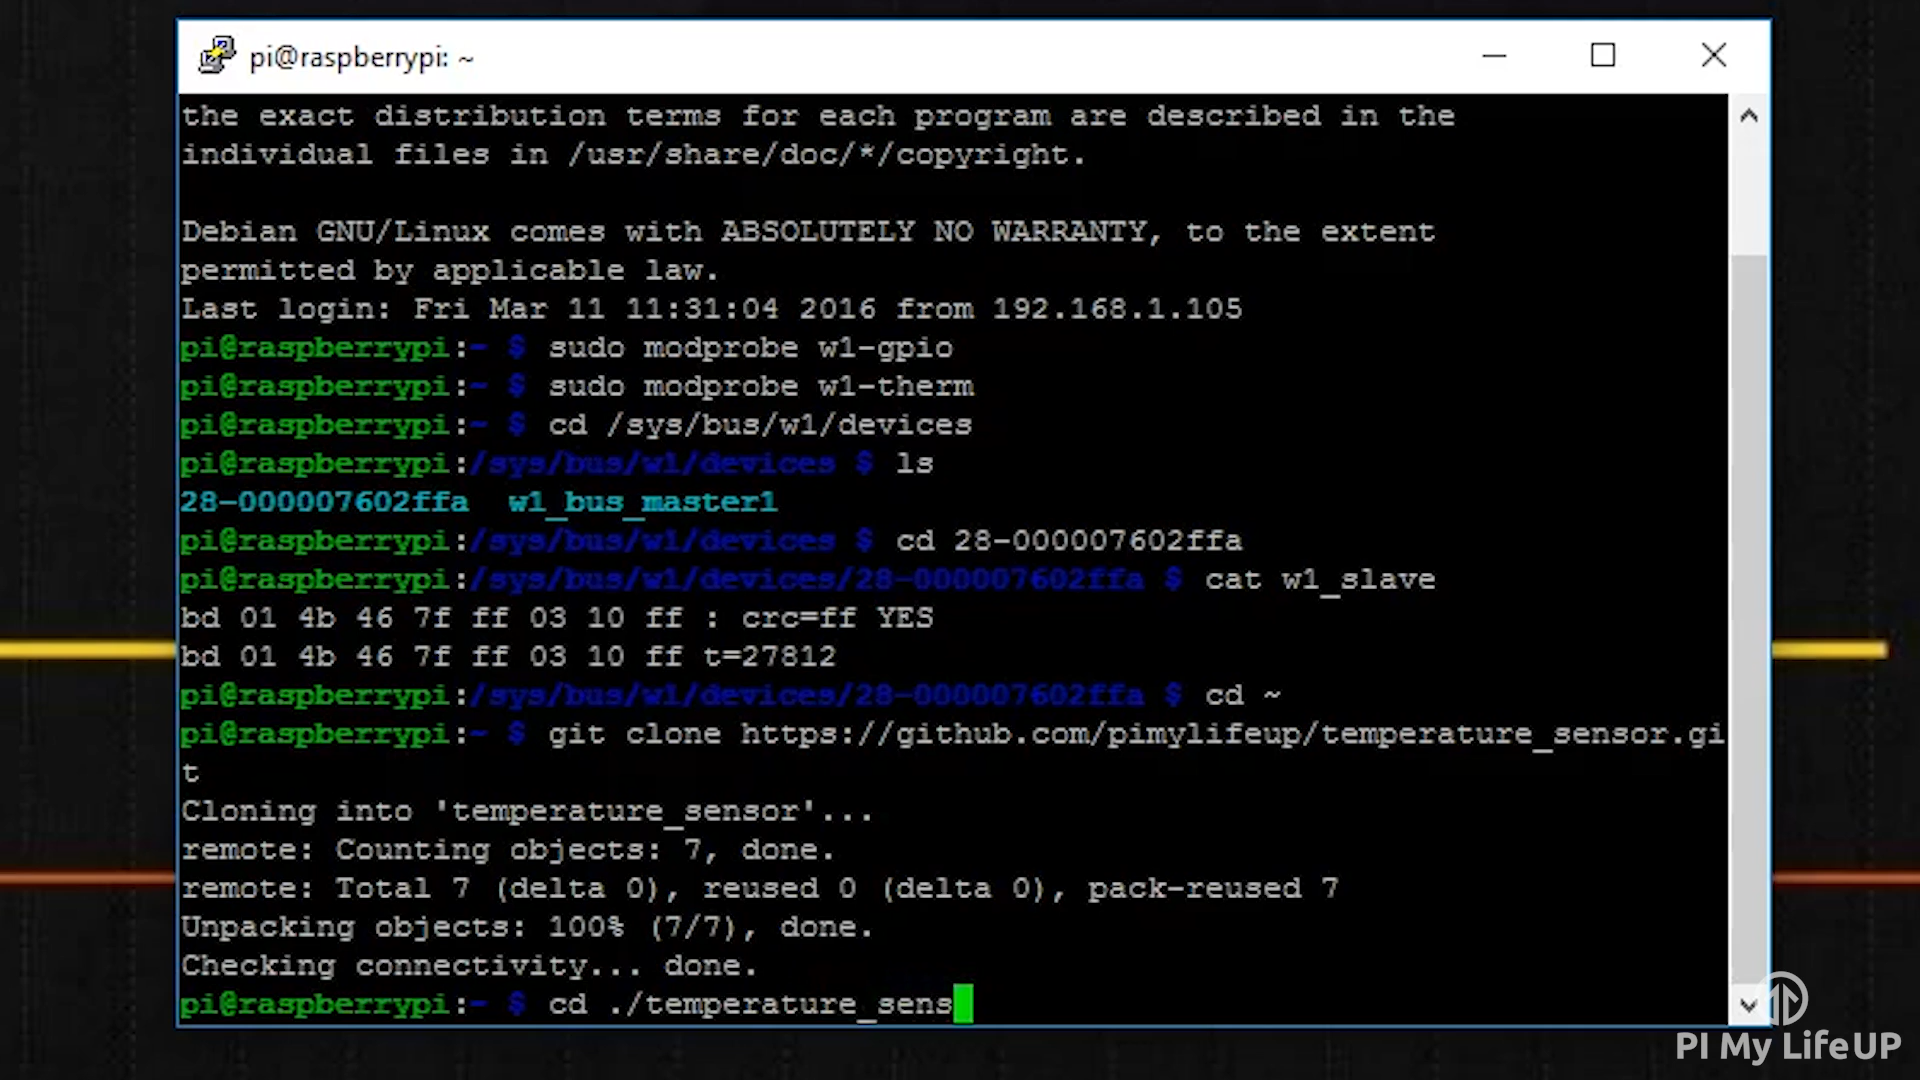 pi@raspberrypi: ~
the exact distribution terms for each program are described in the
individual files in /usr/share/doc/*/copyright.
Debian GNU/Linux comes with ABSOLUTELY NO WARRANTY, to the extent
permitted by applicable law.
Last login: Fri Mar 11 11:31:04 2016 from 192.168.1.105
pi@raspberrypi:~ $ sudo modprobe w1-gpio
pi@raspberrypi:~ $ sudo modprobe w1-therm
pi@raspberrypi:~ $ cd /sys/bus/w1/devices
pi@raspberrypi:/sys/bus/w1/devices $ ls
28-000007602ffa  w1_bus_master1
pi@raspberrypi:/sys/bus/w1/devices $ cd 28-000007602ffa
pi@raspberrypi:/sys/bus/w1/devices/28-000007602ffa $ cat w1_slave
bd 01 4b 46 7f ff 03 10 ff : crc=ff YES
bd 01 4b 46 7f ff 03 10 ff t=27812
pi@raspberrypi:/sys/bus/w1/devices/28-000007602ffa $ cd ~
pi@raspberrypi:~ $ git clone https://github.com/pimylifeup/temperature_sensor.gi
t
Cloning into 'temperature_sensor'...
remote: Counting objects: 7, done.
remote: Total 7 (delta 0), reused 0 (delta 0), pack-reused 7
Unpacking objects: 100% (7/7), done.
Checking connectivity... done.
pi@raspberrypi:~ $ cd ./temperature_sens
PI My LifeUP